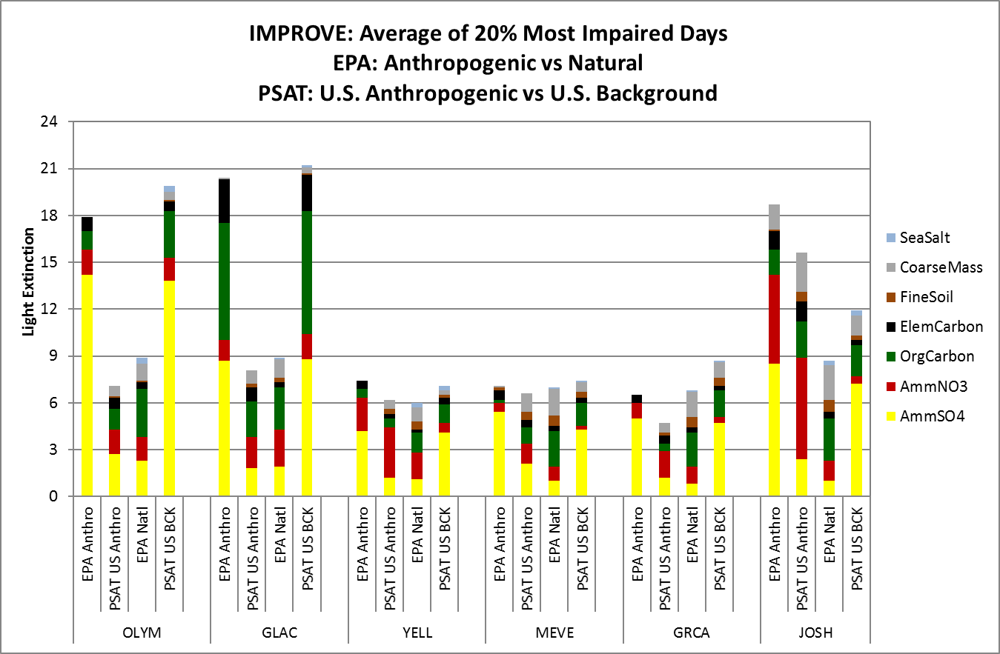 IMPROVE: Average of 20% Most Impaired Days
EPA: Anthropogenic vs Natural
PSAT: U.S. Anthropogenic vs U.S. Background
24
21
18
15
12
9
6
3
0
Light Extinction
SeaSalt
CoarseMass
FineSoil
ElemCarbon
OrgCarbon
AmmNO3
AmmSO4
EPA Anthro
PSAT US Anthro
EPA Natl
PSAT US BCK
EPA Anthro
PSAT US Anthro
EPA Natl
PSAT US BCK
EPA Anthro
PSAT US Anthro
EPA Natl
PSAT US BCK
EPA Anthro
PSAT US Anthro
EPA Natl
PSAT US BCK
EPA Anthro
PSAT US Anthro
EPA Natl
PSAT US BCK
EPA Anthro
PSAT US Anthro
EPA Natl
PSAT US BCK
OLYM
GLAC
YELL
MEVE
GRCA
JOSH